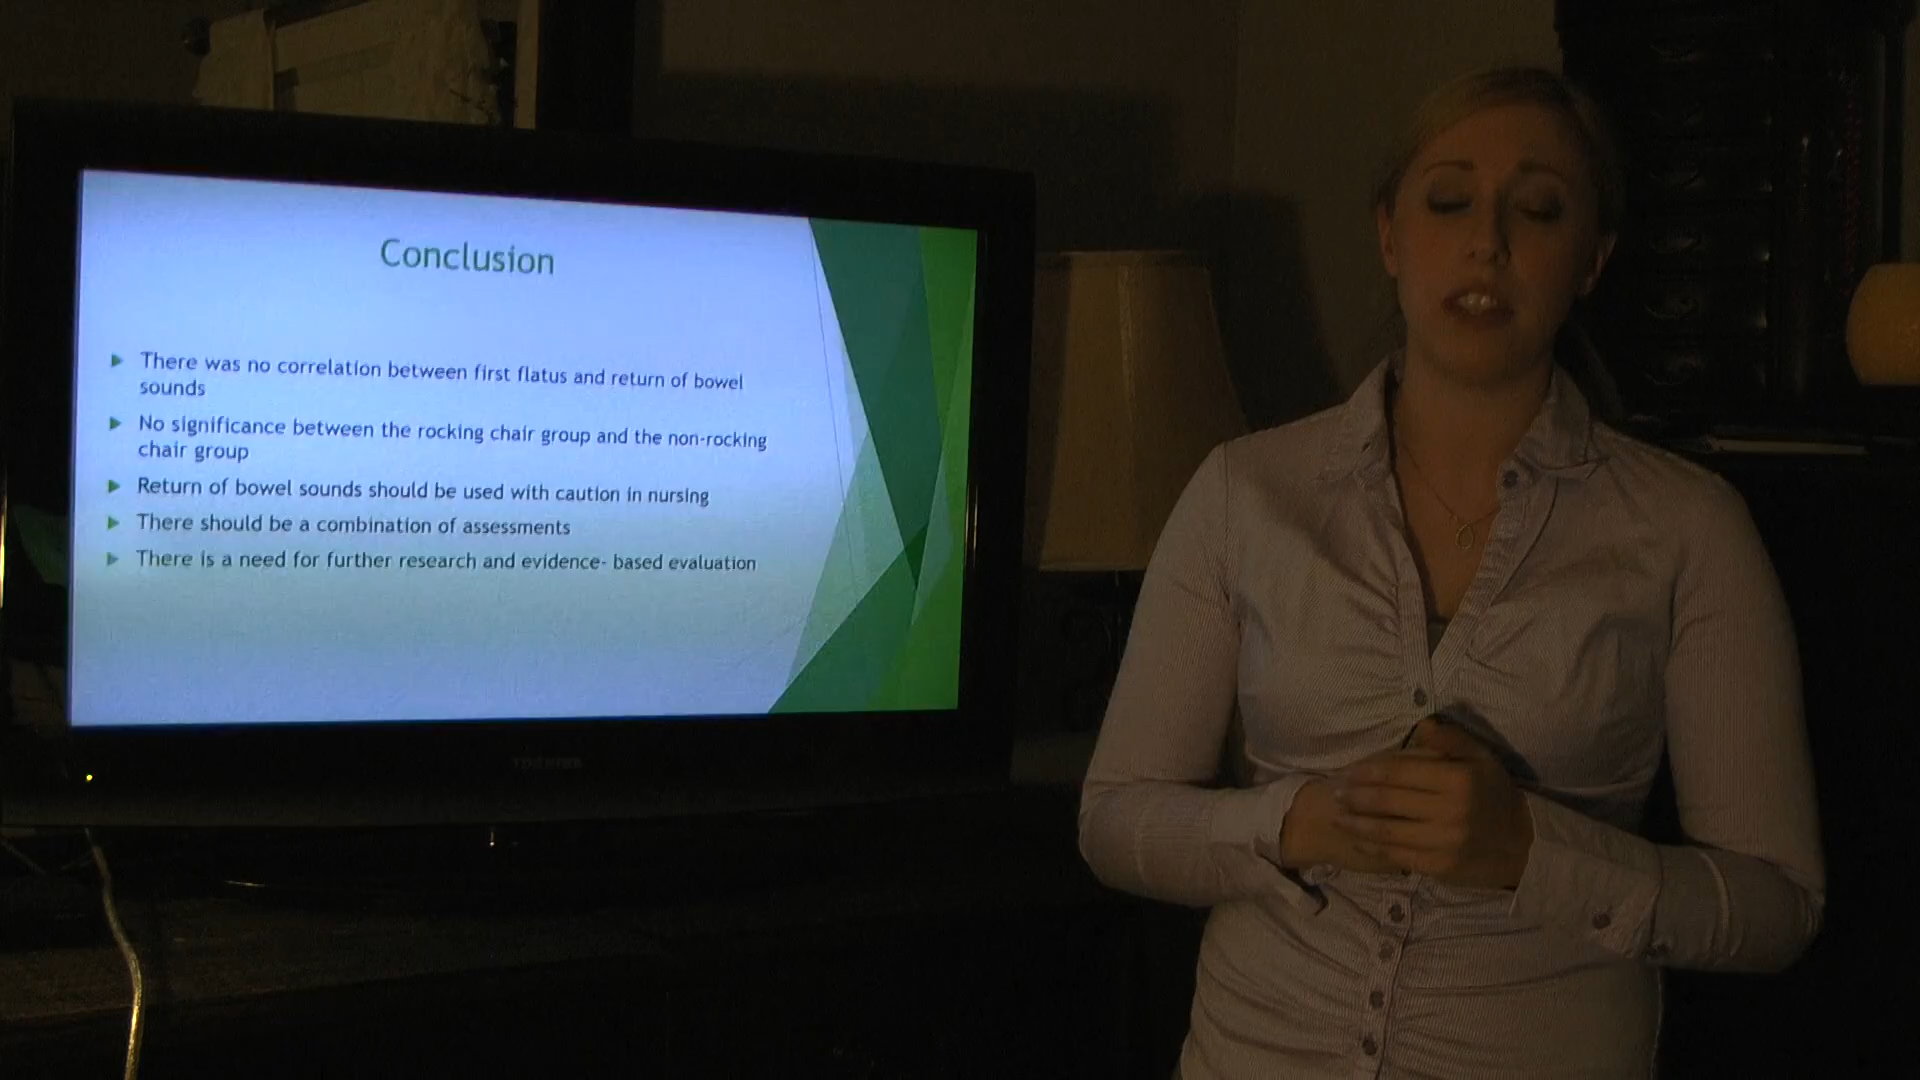 Conclusion
There was no correlation between first flatus and return of bowel
sounds
No significance between the rocking chair group and the non-rocking
chair group
Return of bowel sounds should be used with caution in nursing
There should be a combination of assessments
There is a need for further research and evidence- based evaluation
TOSHIBA